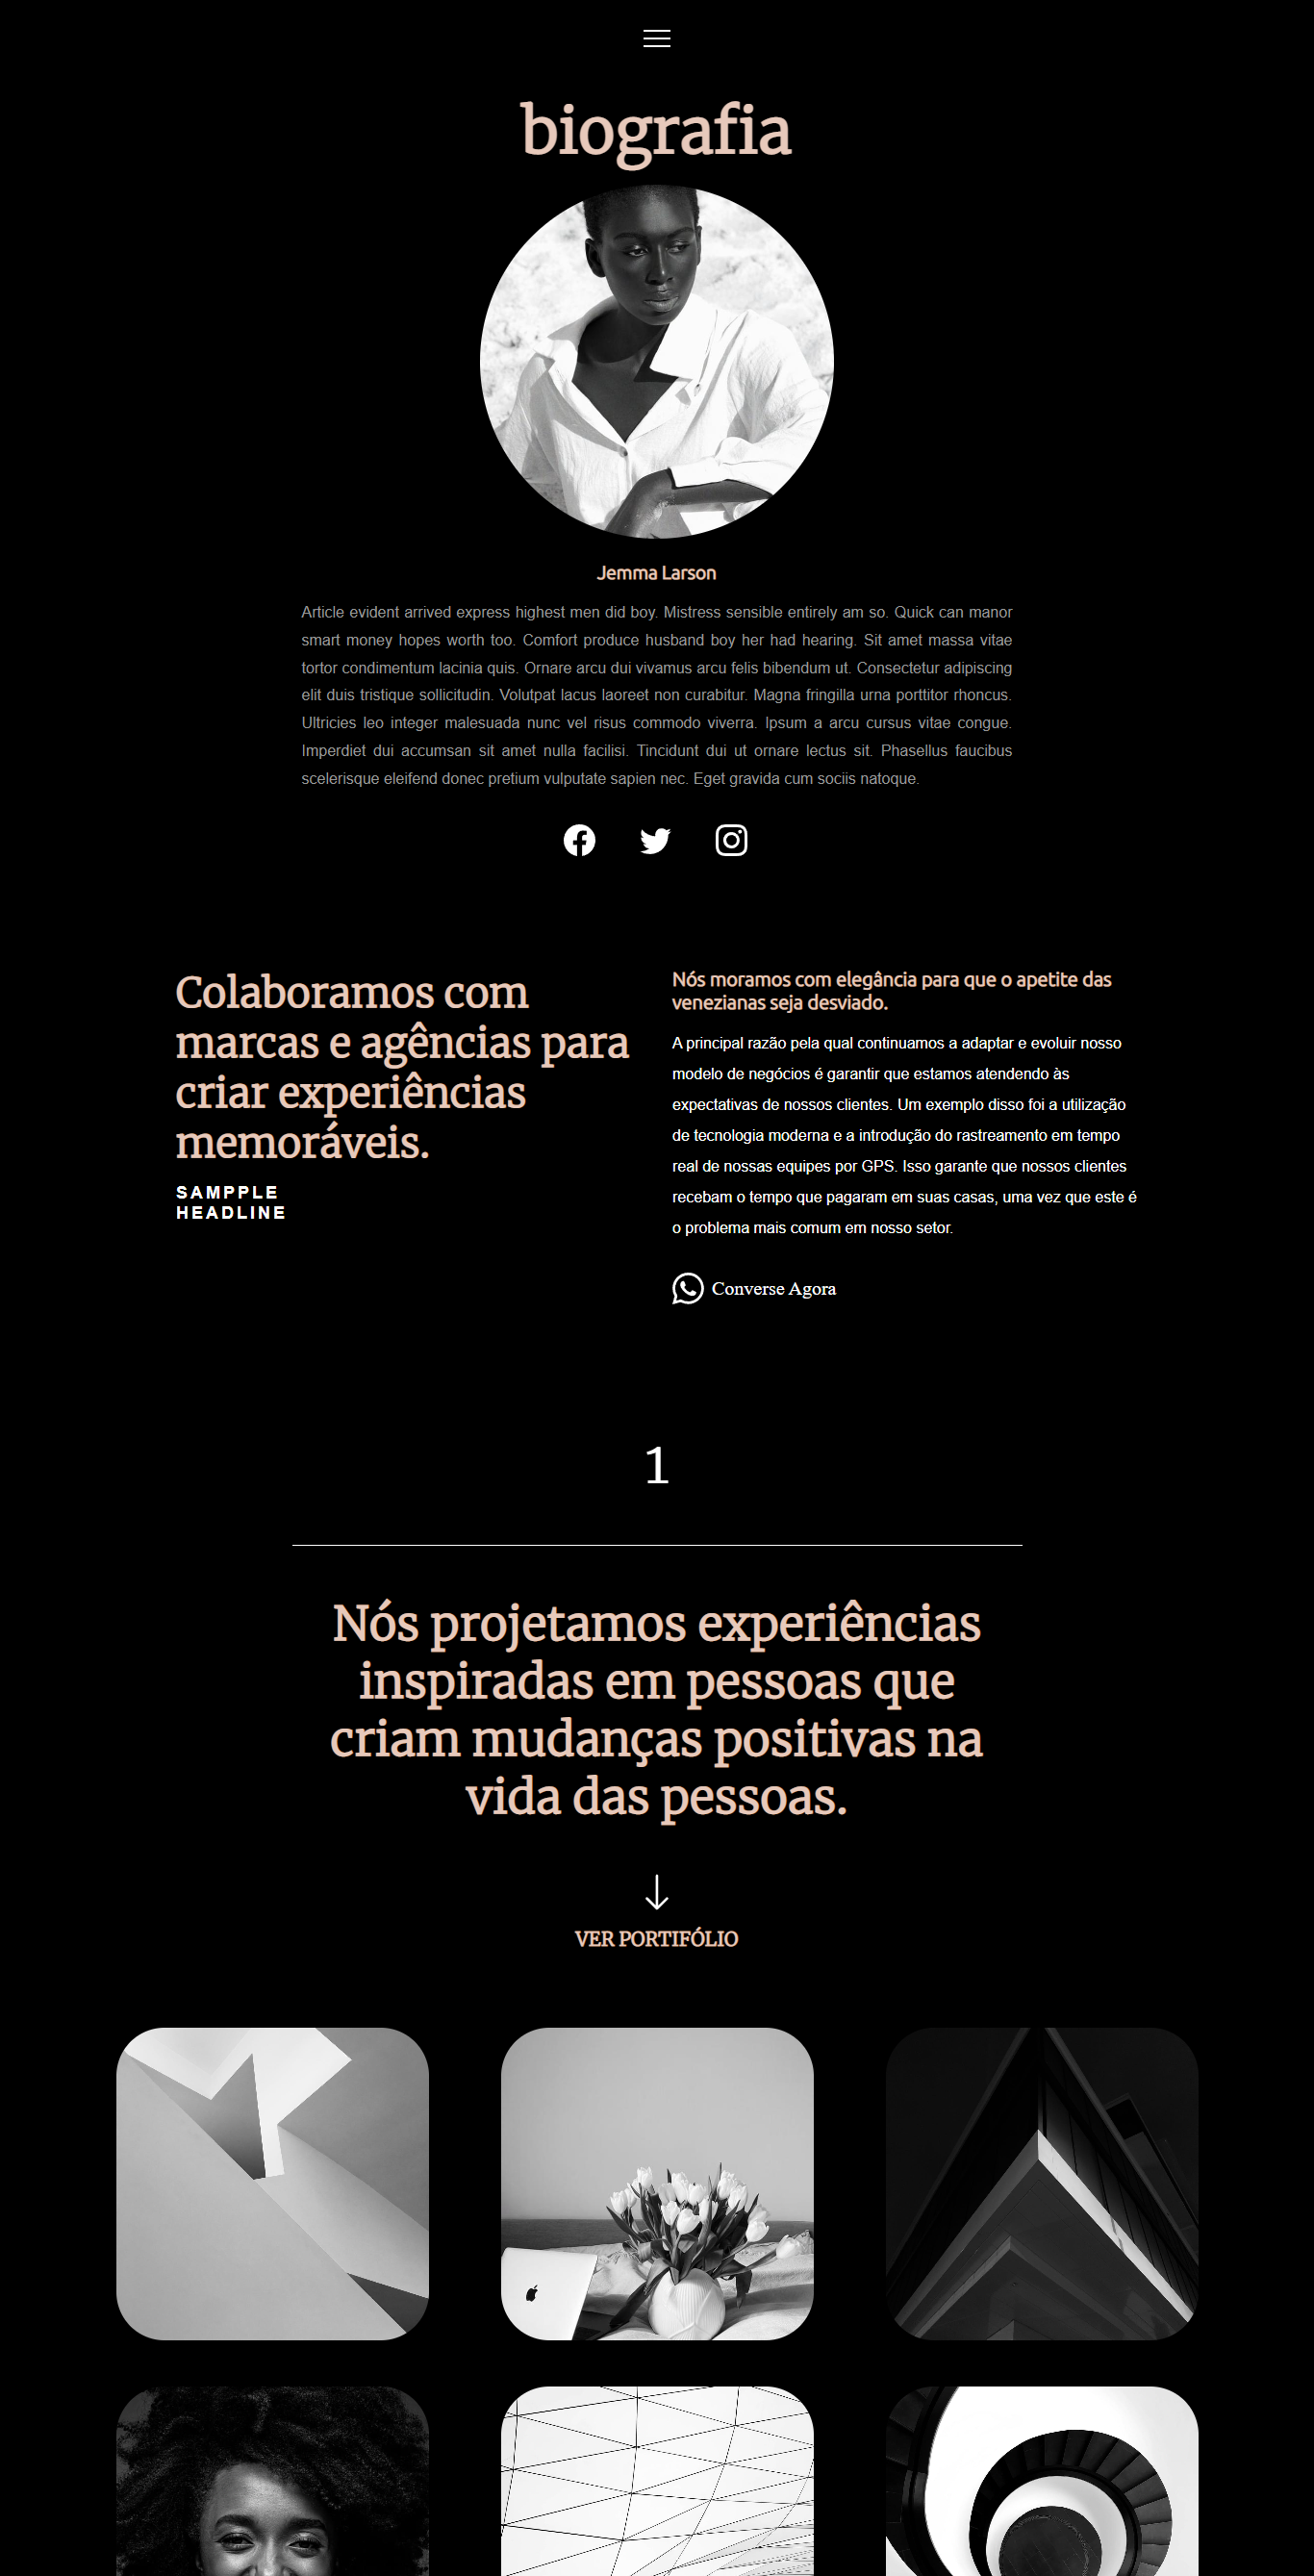 biografia
Jemma Larson
Article evident arrived express highest men did boy. Mistress sensible entirely am so. Quick can manor
smart money hopes worth too. Comfort produce husband boy her had hearing. Sit amet massa vitae
tortor condimentum lacinia quis. Ornare arcu dui vivamus arcu felis bibendum ut. Consectetur adipiscing
elit duis tristique sollicitudin. Volutpat lacus laoreet non curabitur. Magna fringilla urna porttitor rhoncus.
Ultricies leo integer malesuada nunc vel risus commodo viverra. Ipsum a arcu cursus vitae congue.
Imperdiet dui accumsan sit amet nulla facilisi. Tincidunt dui ut ornare lectus sit. Phasellus faucibus
scelerisque eleifend donec pretium vulputate sapien nec. Eget gravida cum sociis natoque.
Colaboramos com
marcas e agências para
criar experiências
memoráveis.
SAMPPLE
HEADLINE
Nós moramos com elegância para que o apetite das
venezianas seja desviado.
A principal razão pela qual continuamos a adaptar e evoluir nosso
modelo de negócios é garantir que estamos atendendo às
expectativas de nossos clientes. Um exemplo disso foi a utilização
de tecnologia moderna e a introdução do rastreamento em tempo
real de nossas equipes por GPS. Isso garante que nossos clientes
recebam o tempo que pagaram em suas casas, uma vez que este é
o problema mais comum em nosso setor.
Converse Agora
1
Nós projetamos experiências
inspiradas em pessoas que
criam mudanças positivas na
vida das pessoas.
VER PORTIFÓLIO